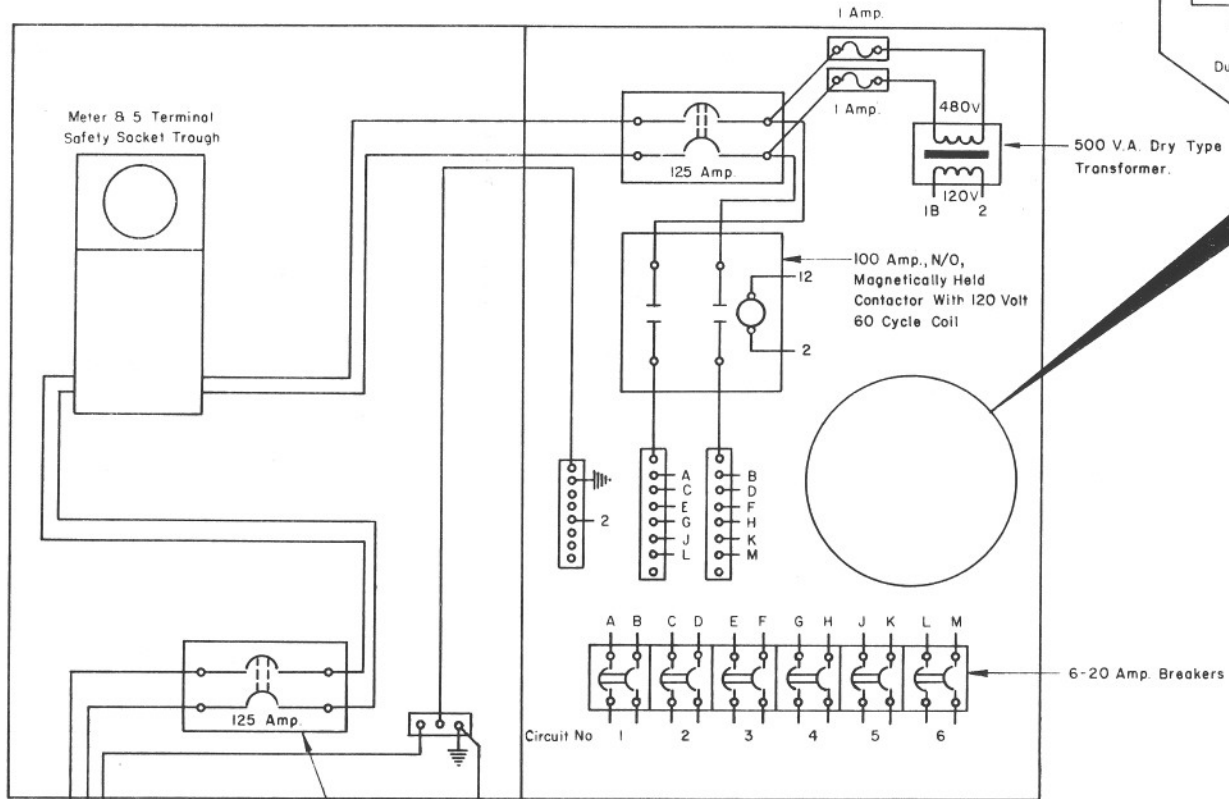 1 Amp.
Du
Meter & 5 Terminal
Safety Socket Trough
1 Amp.
480V
125 Amp.
500 V.A. Dry Type
Transformer.
120V
1B 2
100 Amp., N/O,
Magnetically Held
Contactor With 120 Volt
60 Cycle Coil
12
2
A B
C D
E F
G H
J K
L M
2
A B C D E F G H J K L M
6-20 Amp. Breakers
125 Amp.
Circuit No 1 2 3 4 5 6